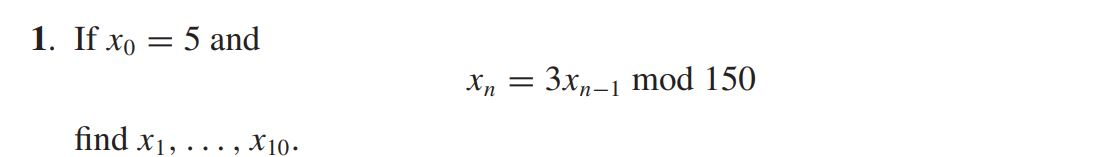 1. If x₀ = 5 and
xₙ = 3xₙ₋₁ mod 150
find x₁, . . . , x₁₀.